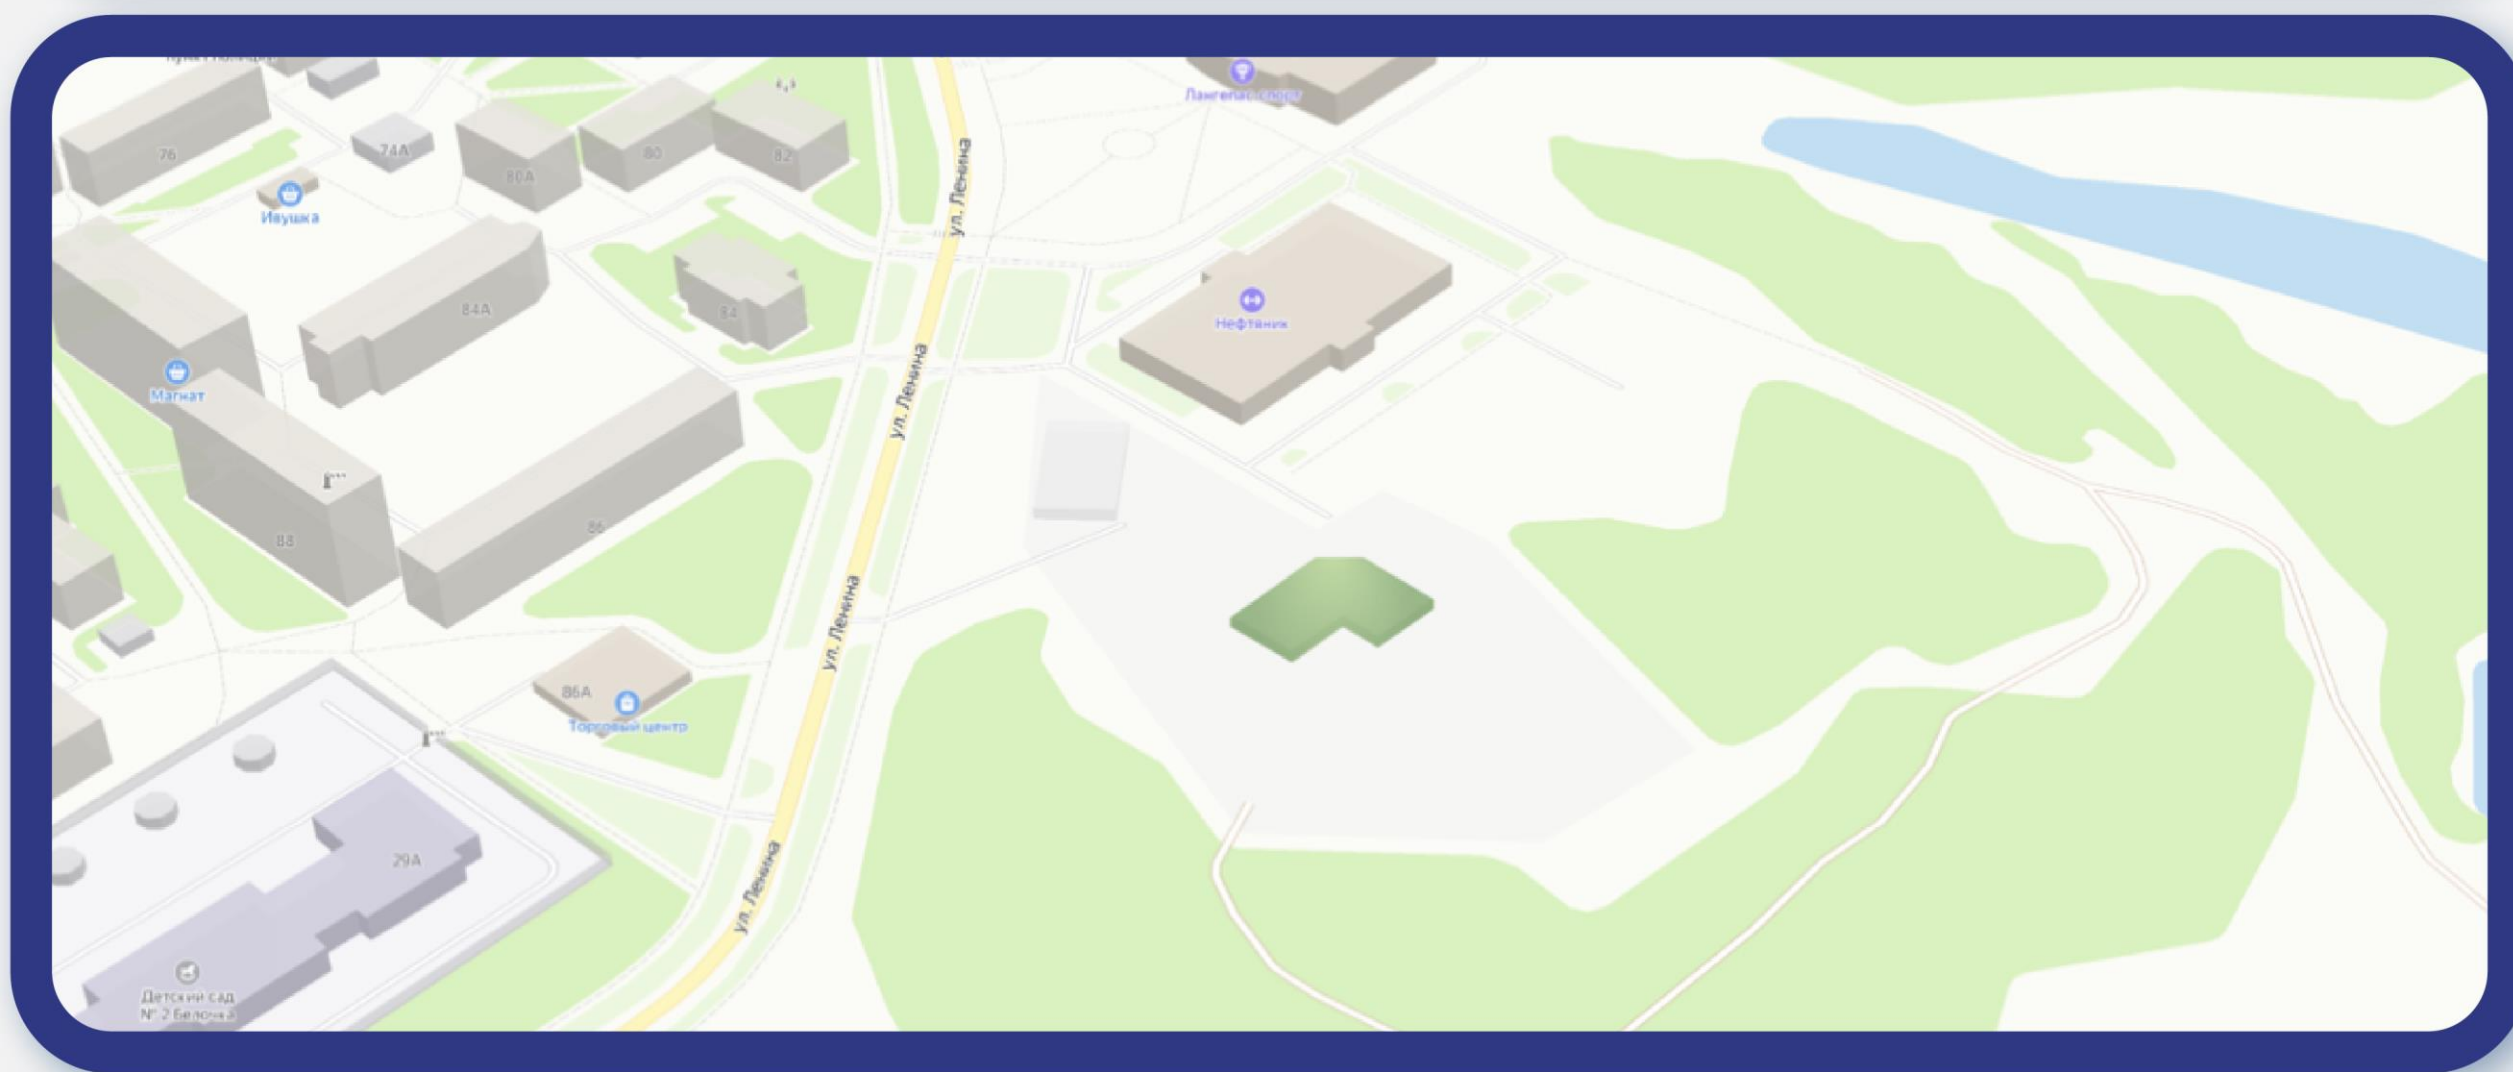 Лангепас спорт
76
74А
80А
80
82
ул. Ленина
Ивушка
84А
84
Нефтяник
Магнат
ул. Ленина
88
86
ул. Ленина
86А
Торговый центр
29А
ул. Ленина
Детский сад
№ 2 Белочка